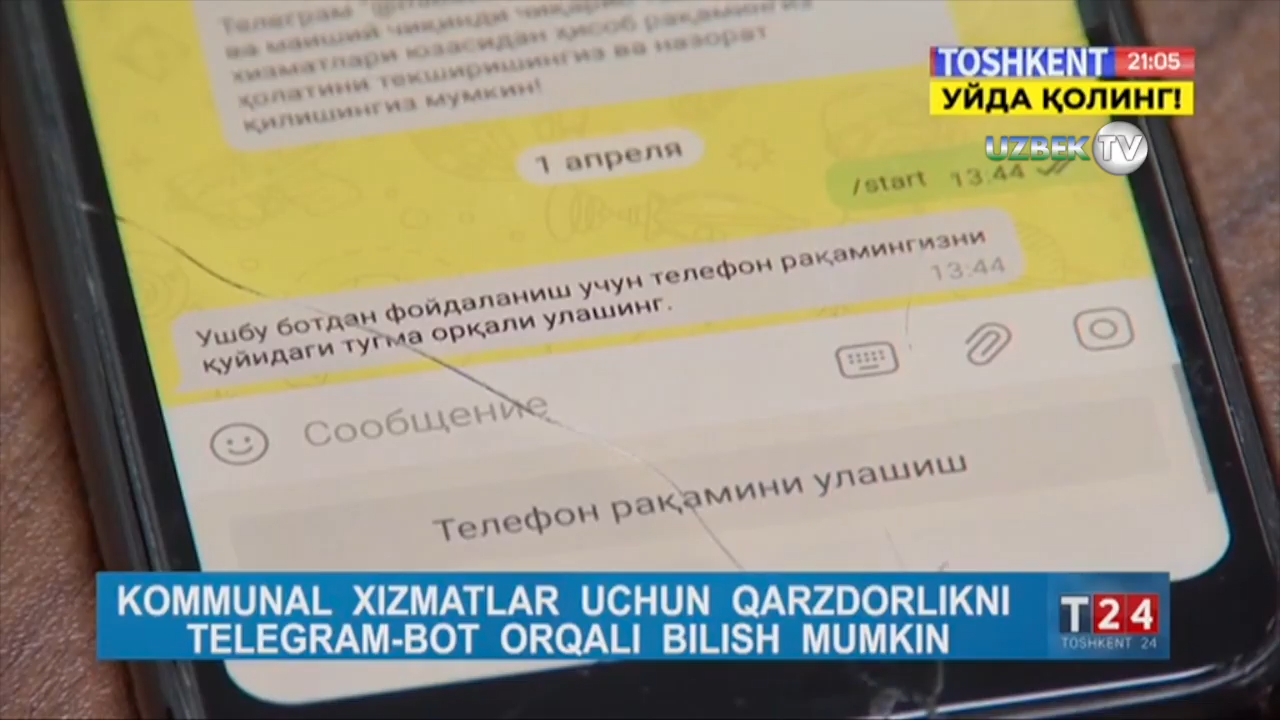 Телеграм
ва маиший чиқинди
хизматлари юзасидан ҳисоб рақамингиз
ҳолатини текширишингиз ва назорат
қилишингиз мумкин!
TOSHKENT 21:05
УЙДА ҚОЛИНГ!
UZBEK TV
1 апреля
/start 13:44
Ушбу ботдан фойдаланиш учун телефон рақамингизни
қуйидаги тугма орқали улашинг.
13:44
Сообщение
Телефон рақамини улашиш
KOMMUNAL XIZMATLAR UCHUN QARZDORLIKNI
TELEGRAM-BOT ORQALI BILISH MUMKIN
T24
TOSHKENT 24